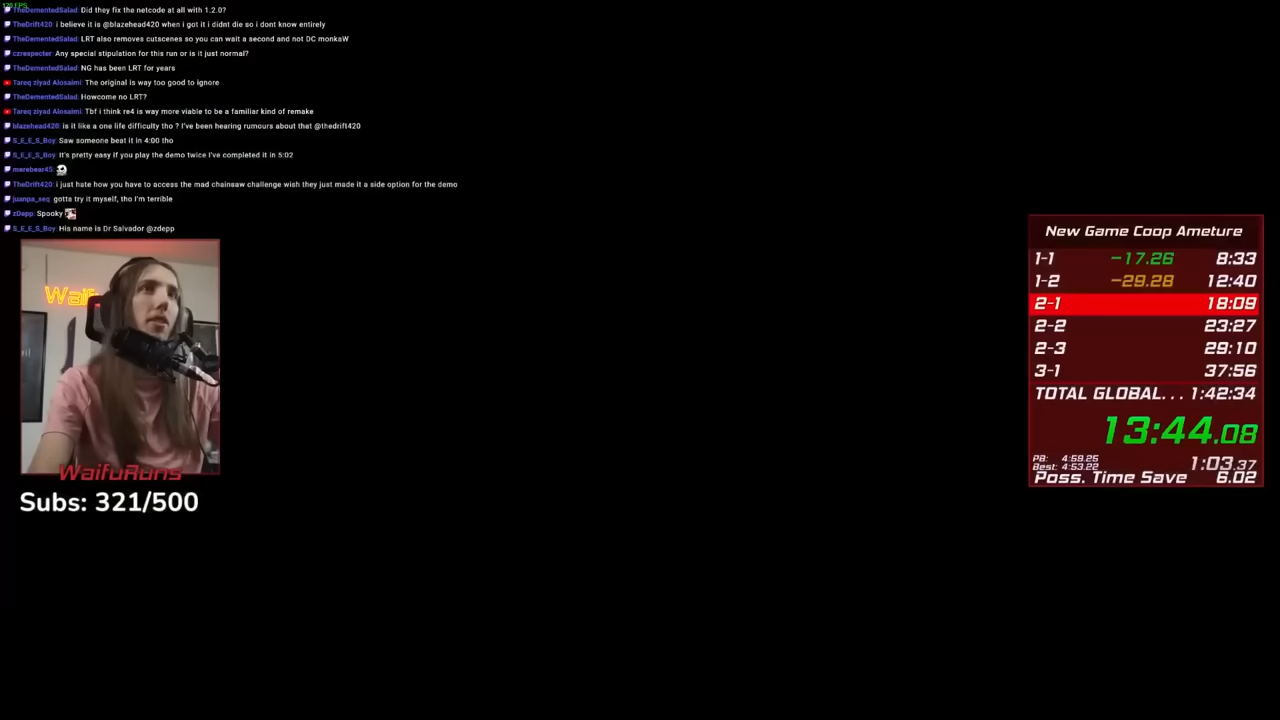 120 FPS
TheDementedSalad: Did they fix the netcode at all with 1.2.0?
TheDrift420: i believe it is @blazehead420 when i got it i didnt die so i dont know entirely
TheDementedSalad: LRT also removes cutscenes so you can wait a second and not DC monkaW
czrespecter: Any special stipulation for this run or is it just normal?
TheDementedSalad: NG has been LRT for years
Tareq ziyad Alosaimi: The original is way too good to ignore
TheDementedSalad: Howcome no LRT?
Tareq ziyad Alosaimi: Tbf i think re4 is way more viable to be a familiar kind of remake
blazehead420: is it like a one life difficulty tho ? I've been hearing rumours about that @thedrift420
S_E_E_S_Boy: Saw someone beat it in 4:00 tho
S_E_E_S_Boy: It's pretty easy if you play the demo twice I've completed it in 5:02
merebear45:
TheDrift420: i just hate how you have to access the mad chainsaw challenge wish they just made it a side option for the demo
juanpa_seq: gotta try it myself, tho I'm terrible
zDepp: Spooky
S_E_E_S_Boy: His name is Dr Salvador @zdepp
Waifu
WaifuRuns
Subs: 321/500
New Game Coop Ameture
1-1 -17.26 8:33
1-2 -29.28 12:40
2-1 18:09
2-2 23:27
2-3 29:10
3-1 37:56
TOTAL GLOBAL... 1:42:34
13:44.08
PB: 4:59.25
Best: 4:53.22 1:03.37
Poss. Time Save 6.02